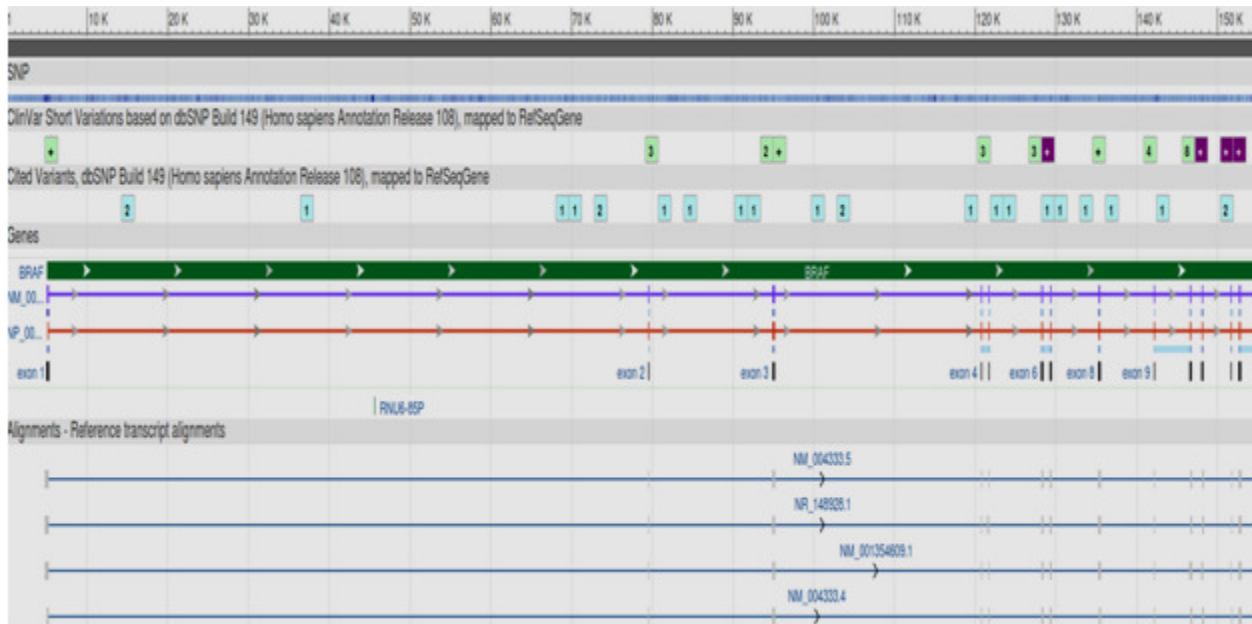 1 10 K 20 K 30 K 40 K 50 K 60 K 70 K 80 K 90 K 100 K 110 K 120 K 130 K 140 K 150 K
SNP
ClinVar Short Variations based on dbSNP Build 149 (Homo sapiens Annotation Release 108), mapped to RefSeqGene
+ 3 2 + 3 3 + + 4 8 + + +
Cited Variants, dbSNP Build 149 (Homo sapiens Annotation Release 108), mapped to RefSeqGene
2 1 1 1 2 1 1 1 1 1 2 1 1 1 1 1 1 1 1 2
Genes
BRAF BRAF
NM_00...
NP_00...
exon 1 exon 2 exon 3 exon 4 exon 6 exon 8 exon 9
RNU6-85P
Alignments - Reference transcript alignments
NM_004333.5
NR_148928.1
NM_001354609.1
NM_004333.4